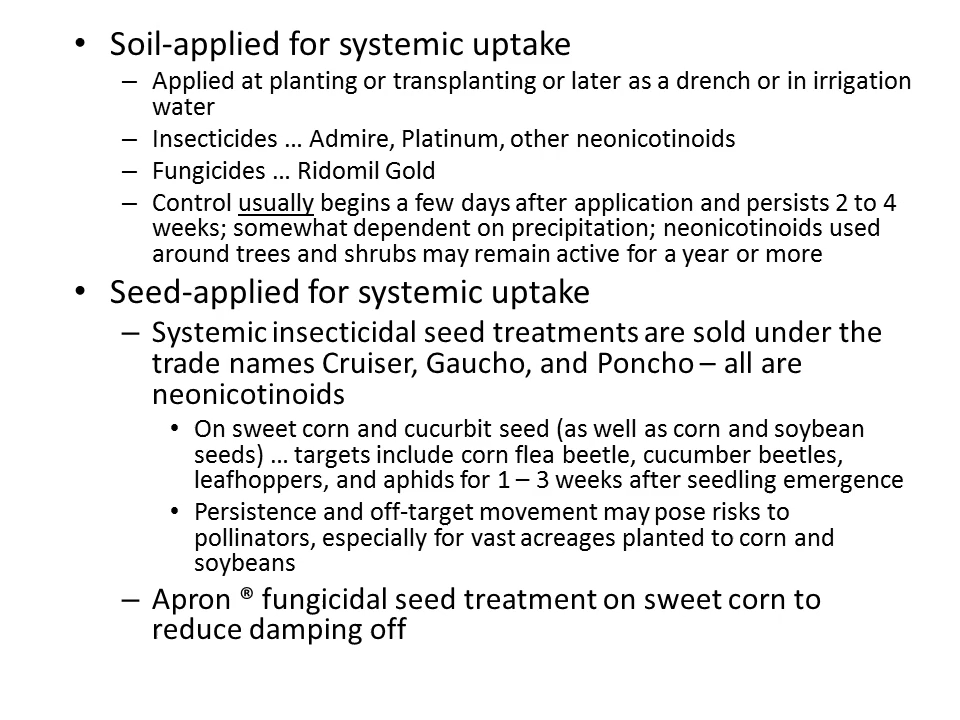 • Soil-applied for systemic uptake
– Applied at planting or transplanting or later as a drench or in irrigation
water
– Insecticides … Admire, Platinum, other neonicotinoids
– Fungicides … Ridomil Gold
– Control usually begins a few days after application and persists 2 to 4
weeks; somewhat dependent on precipitation; neonicotinoids used
around trees and shrubs may remain active for a year or more
• Seed-applied for systemic uptake
– Systemic insecticidal seed treatments are sold under the
trade names Cruiser, Gaucho, and Poncho – all are
neonicotinoids
• On sweet corn and cucurbit seed (as well as corn and soybean
seeds) … targets include corn flea beetle, cucumber beetles,
leafhoppers, and aphids for 1 – 3 weeks after seedling emergence
• Persistence and off-target movement may pose risks to
pollinators, especially for vast acreages planted to corn and
soybeans
– Apron ® fungicidal seed treatment on sweet corn to
reduce damping off